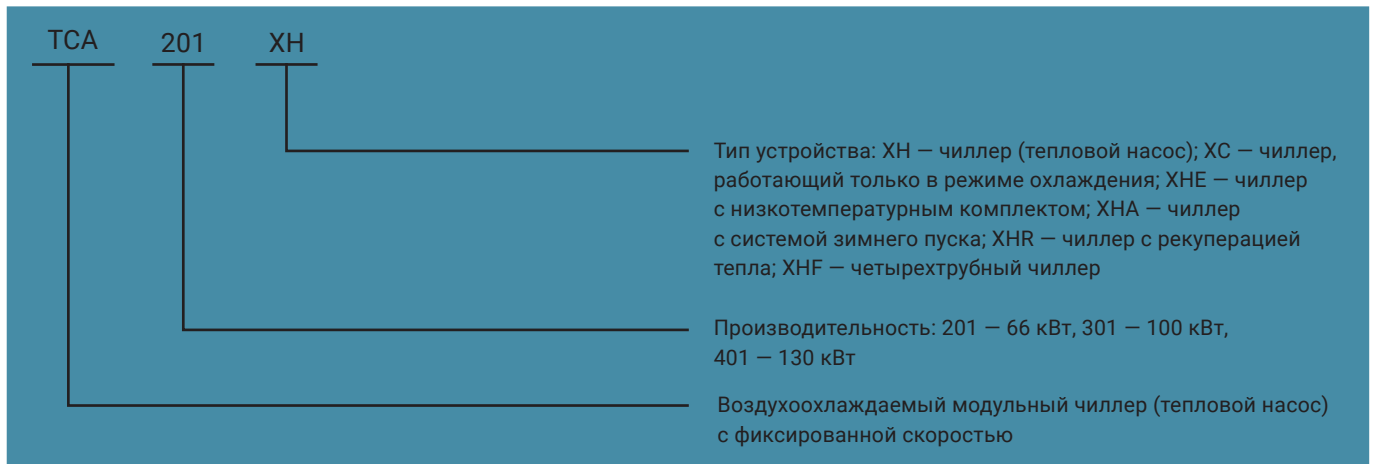 TCA 201 XH
Тип устройства: XH — чиллер (тепловой насос); XC — чиллер,
работающий только в режиме охлаждения; XHE — чиллер
с низкотемпературным комплектом; XHA — чиллер
с системой зимнего пуска; XHR — чиллер с рекуперацией
тепла; XHF — четырехтрубный чиллер
Производительность: 201 — 66 кВт, 301 — 100 кВт,
401 — 130 кВт
Воздухоохлаждаемый модульный чиллер (тепловой насос)
с фиксированной скоростью